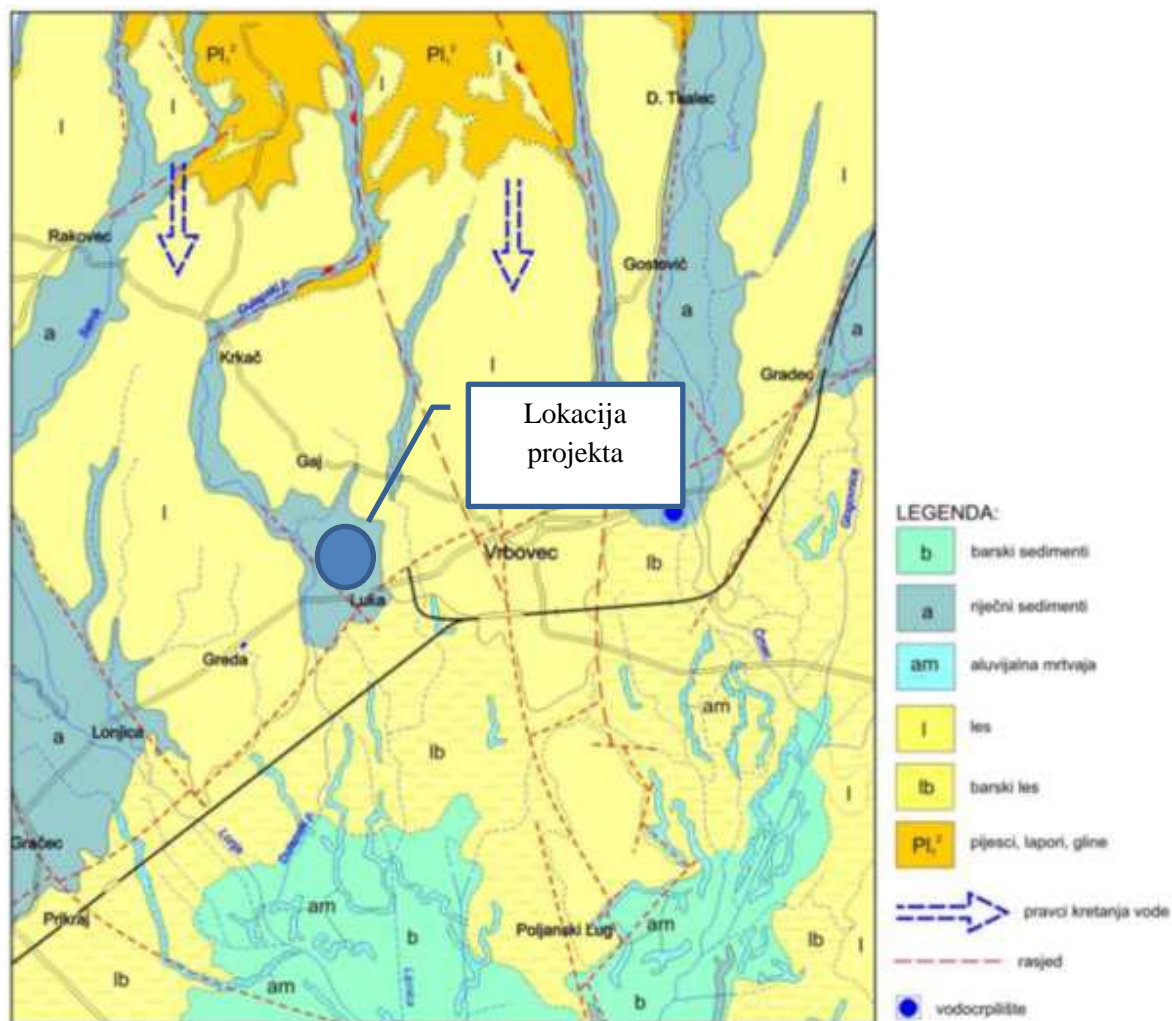 Pl₁²
Pl₁²
l
l
l
l
D. Tkalec
l
Rakovec
Gostović
a
a
a
Krkač
l
Gradec
Lokacija
projekta
Gaj
l
Vrbovec
lb
Luka
Greda
am
a
Lonjica
lb
l
Gračec
Prikraj
am
b
Poljanski Lug
am
lb
l
lb
am
b
LEGENDA:
b barski sedimenti
a riječni sedimenti
am aluvijalna mrtvaja
l les
lb barski les
Pl₁² pijesci, lapori, gline
pravci kretanja vode
rasjed
vodocrpilište